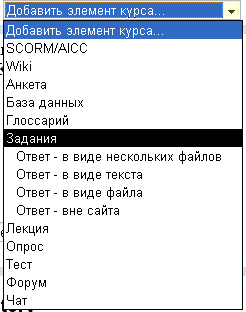 Добавить элемент курса...
Добавить элемент курса...
SCORM/AICC
Wiki
Анкета
База данных
Глоссарий
Задания
Ответ - в виде нескольких файлов
Ответ - в виде текста
Ответ - в виде файла
Ответ - вне сайта
Лекция
Опрос
Тест
Форум
Чат